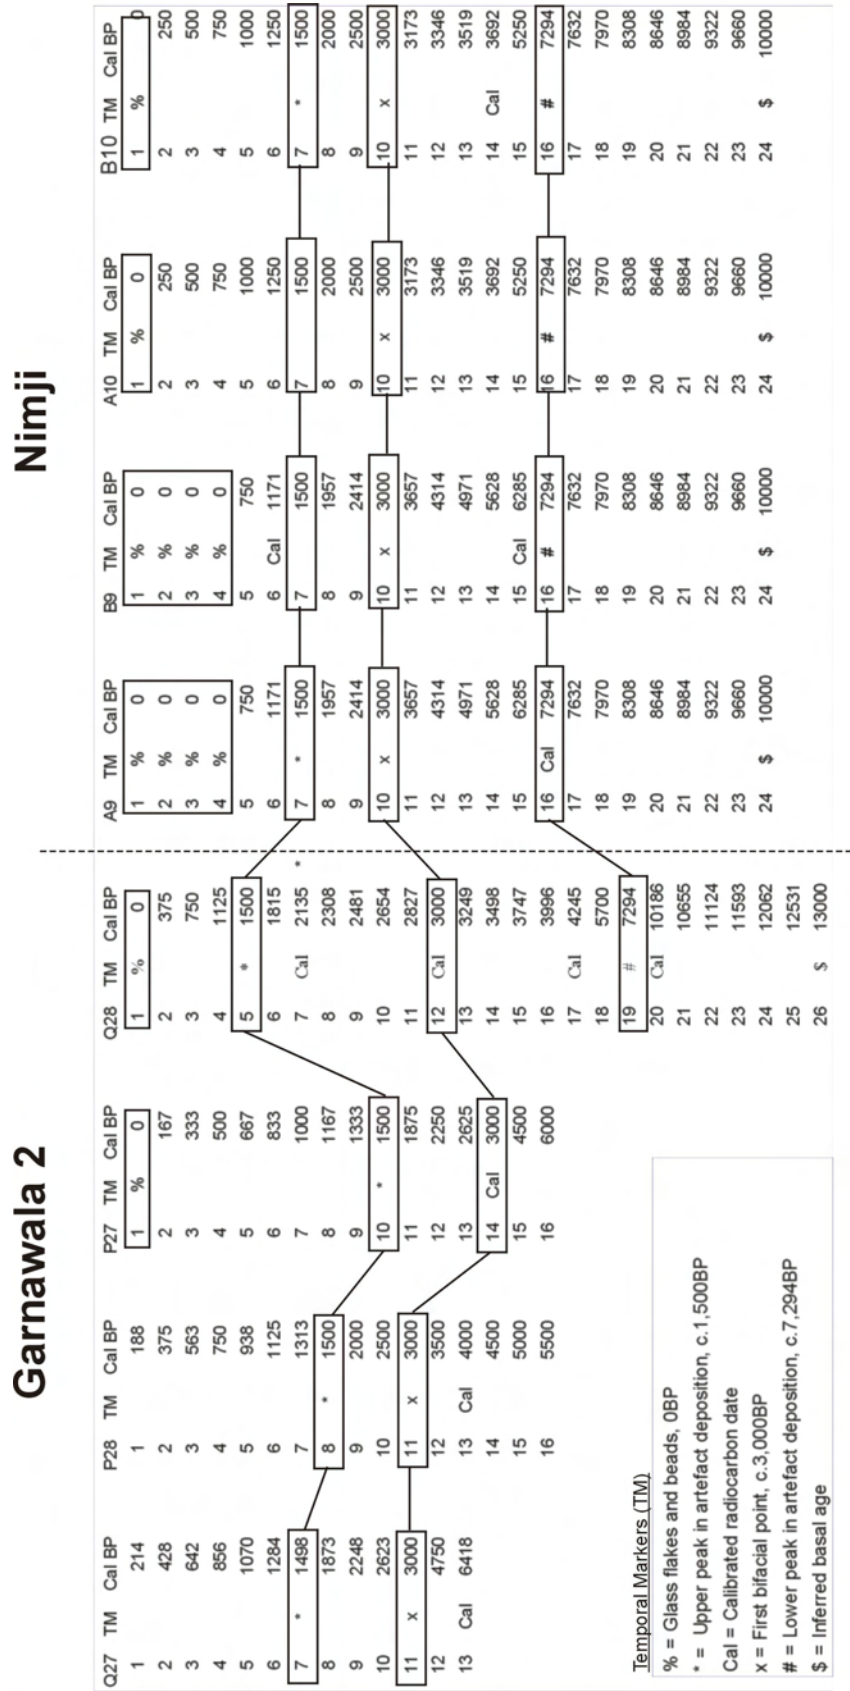 Garnawala 2 Nimji
Q27 TM Cal BP P28 TM Cal BP P27 TM Cal BP Q28 TM Cal BP A9 TM Cal BP B9 TM Cal BP A10 TM Cal BP B10 TM Cal BP
1 214 1 188 1 % 0 1 % 0 1 % 0 1 % 0 1 % 0 1 % 0
2 428 2 375 2 167 2 375 2 % 0 2 % 0 2 250 2 250
3 642 3 563 3 333 3 750 3 % 0 3 % 0 3 500 3 500
4 856 4 750 4 500 4 1125 4 % 0 4 % 0 4 750 4 750
5 1070 5 938 5 667 5 * 1500 5 750 5 750 5 1000 5 1000
6 1284 6 1125 6 833 6 1815 6 1171 6 Cal 1171 6 1250 6 1250
7 * 1498 7 1313 7 1000 7 Cal 2135 * 7 * 1500 7 1500 7 1500 7 * 1500
8 1873 8 * 1500 8 1167 8 2308 8 1957 8 1957 8 2000 8 2000
9 2248 9 2000 9 1333 9 2481 9 2414 9 2414 9 2500 9 2500
10 2623 10 2500 10 * 1500 10 2654 10 x 3000 10 x 3000 10 x 3000 10 x 3000
11 x 3000 11 x 3000 11 1875 11 2827 11 3657 11 3657 11 3173 11 3173
12 4750 12 3500 12 2250 12 Cal 3000 12 4314 12 4314 12 3346 12 3346
13 Cal 6418 13 Cal 4000 13 2625 13 3249 13 4971 13 4971 13 3519 13 3519
14 4500 14 Cal 3000 14 3498 14 5628 14 5628 14 3692 14 Cal 3692
15 5000 15 4500 15 3747 15 6285 15 Cal 6285 15 5250 15 5250
16 5500 16 6000 16 3996 16 Cal 7294 16 # 7294 16 # 7294 16 # 7294
17 Cal 4245 17 7632 17 7632 17 7632 17 7632
18 5700 18 7970 18 7970 18 7970 18 7970
19 # 7294 19 8308 19 8308 19 8308 19 8308
20 Cal 10186 20 8646 20 8646 20 8646 20 8646
21 10655 21 8984 21 8984 21 8984 21 8984
22 11124 22 9322 22 9322 22 9322 22 9322
23 11593 23 9660 23 9660 23 9660 23 9660
24 12062 24 $ 10000 24 $ 10000 24 $ 10000 24 $ 10000
25 12531
26 $ 13000
Temporal Markers (TM)
% = Glass flakes and beads, 0BP
* = Upper peak in artefact deposition, c.1,500BP
Cal = Calibrated radiocarbon date
x = First bifacial point, c.3,000BP
# = Lower peak in artefact deposition, c.7,294BP
$ = Inferred basal age